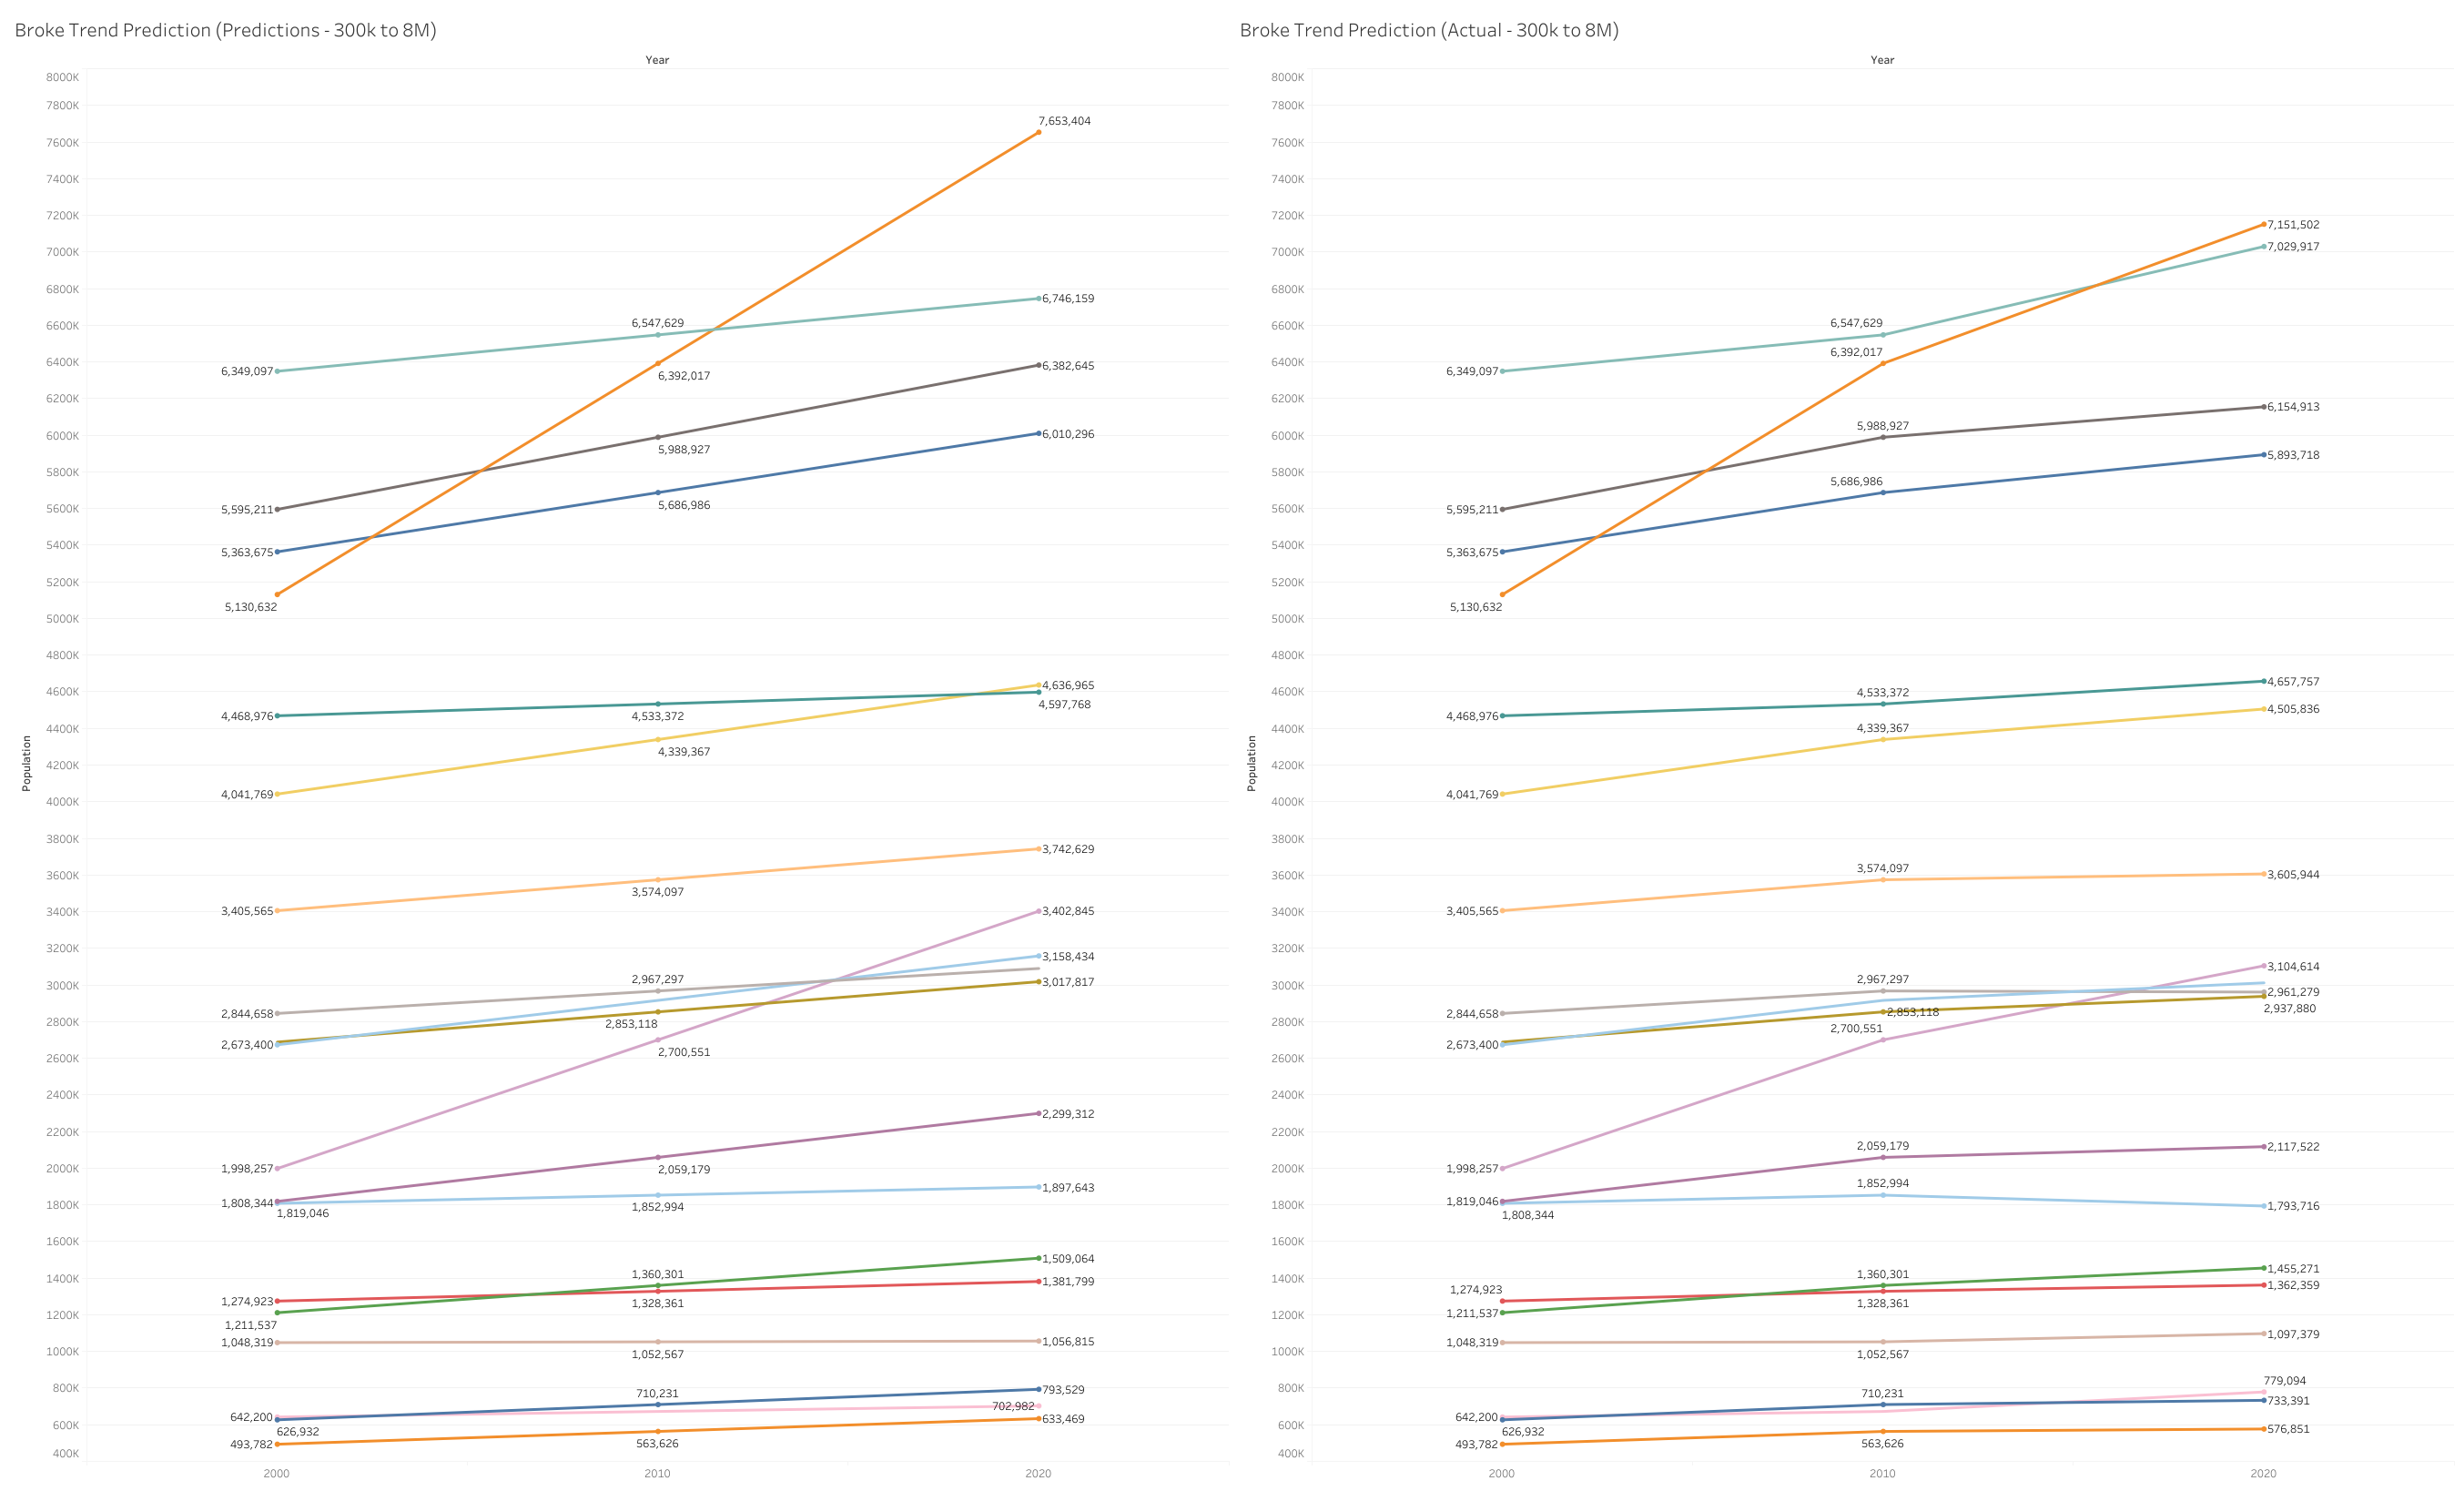 Broke Trend Prediction (Predictions - 300k to 8M)
Year
8000K
7800K
7600K
7400K
7200K
7000K
6800K
6600K
6400K
6200K
6000K
5800K
5600K
5400K
5200K
5000K
4800K
4600K
4400K
4200K
4000K
3800K
3600K
3400K
3200K
3000K
2800K
2600K
2400K
2200K
2000K
1800K
1600K
1400K
1200K
1000K
800K
600K
400K
Population
7,653,404
6,746,159
6,547,629
6,349,097
6,392,017
6,382,645
5,988,927
6,010,296
5,595,211
5,686,986
5,363,675
5,130,632
4,636,965
4,597,768
4,468,976
4,533,372
4,339,367
4,041,769
3,742,629
3,574,097
3,405,565
3,402,845
3,158,434
2,967,297
3,017,817
2,844,658
2,853,118
2,673,400
2,700,551
2,299,312
1,998,257
2,059,179
1,897,643
1,808,344
1,819,046
1,852,994
1,509,064
1,360,301
1,381,799
1,274,923
1,328,361
1,211,537
1,048,319
1,056,815
1,052,567
710,231
793,529
702,982
642,200
633,469
626,932
493,782
563,626
2000
2010
2020
Broke Trend Prediction (Actual - 300k to 8M)
Year
8000K
7800K
7600K
7400K
7200K
7000K
6800K
6600K
6400K
6200K
6000K
5800K
5600K
5400K
5200K
5000K
4800K
4600K
4400K
4200K
4000K
3800K
3600K
3400K
3200K
3000K
2800K
2600K
2400K
2200K
2000K
1800K
1600K
1400K
1200K
1000K
800K
600K
400K
Population
7,151,502
7,029,917
6,547,629
6,392,017
6,349,097
6,154,913
5,988,927
5,893,718
5,595,211
5,686,986
5,363,675
5,130,632
4,657,757
4,533,372
4,468,976
4,505,836
4,339,367
4,041,769
3,605,944
3,574,097
3,405,565
3,104,614
2,967,297
2,961,279
2,937,880
2,844,658
2,853,118
2,700,551
2,673,400
2,117,522
2,059,179
1,998,257
1,852,994
1,819,046
1,793,716
1,808,344
1,455,271
1,360,301
1,362,359
1,274,923
1,328,361
1,211,537
1,097,379
1,048,319
1,052,567
779,094
710,231
733,391
642,200
626,932
576,851
493,782
563,626
2000
2010
2020